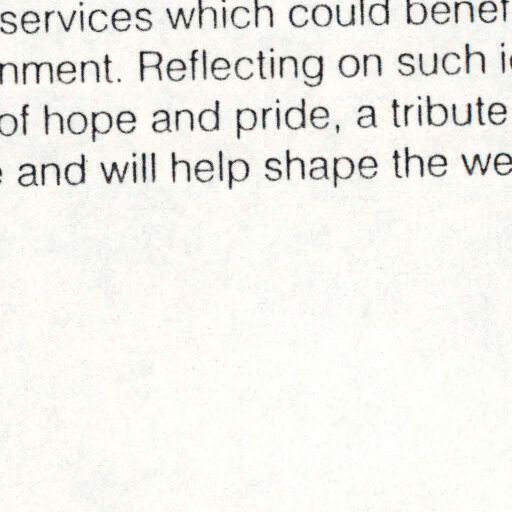 services which could benef
nment. Reflecting on such i
of hope and pride, a tribute
and will help shape the we